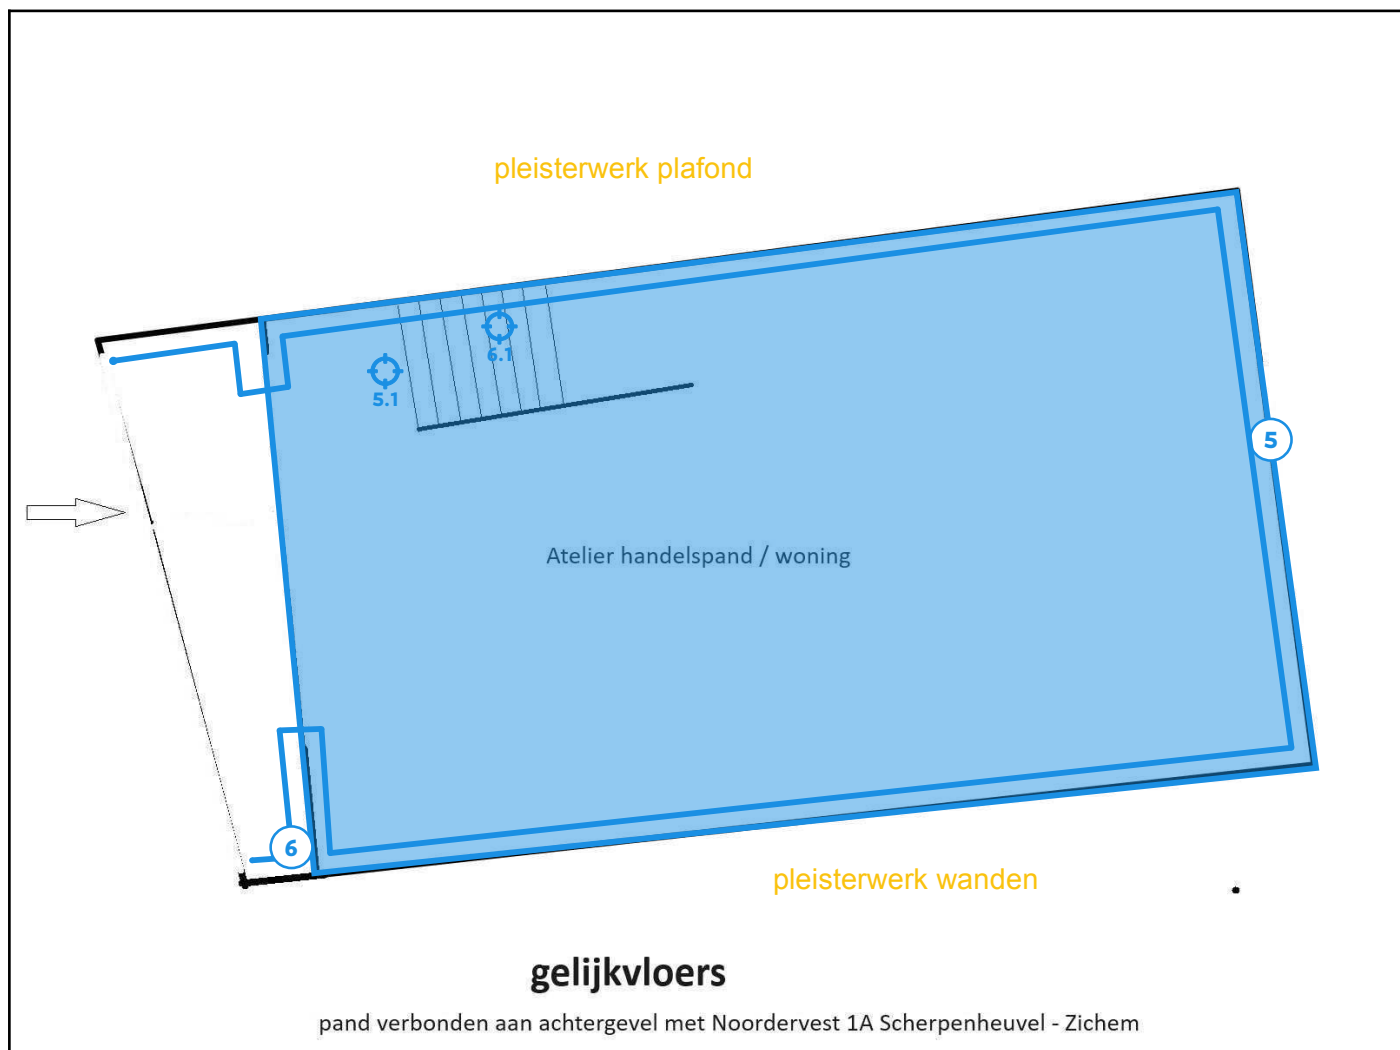 pleisterwerk plafond
6.1
5.1
5
Atelier handelspand / woning
6
pleisterwerk wanden
gelijkvloers
pand verbonden aan achtergevel met Noordervest 1A Scherpenheuvel - Zichem